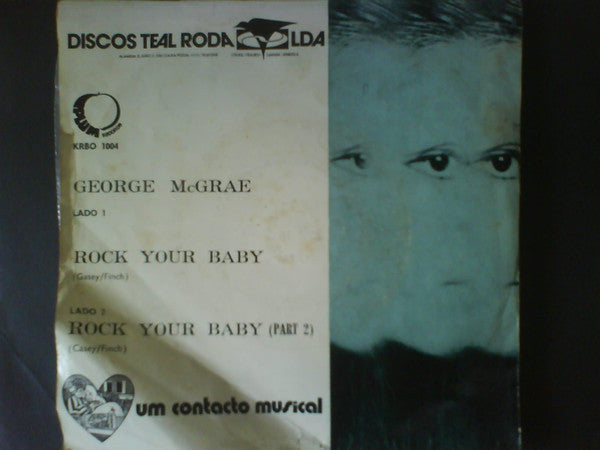 DISCOS TEAL RODA LDA
KRBO 1004
GEORGE McGRAE
LADO 1
ROCK YOUR BABY
(Gasey/Finch)
LADO 2
ROCK YOUR BABY (PART 2)
(Casey/Finch)
um contacto musical